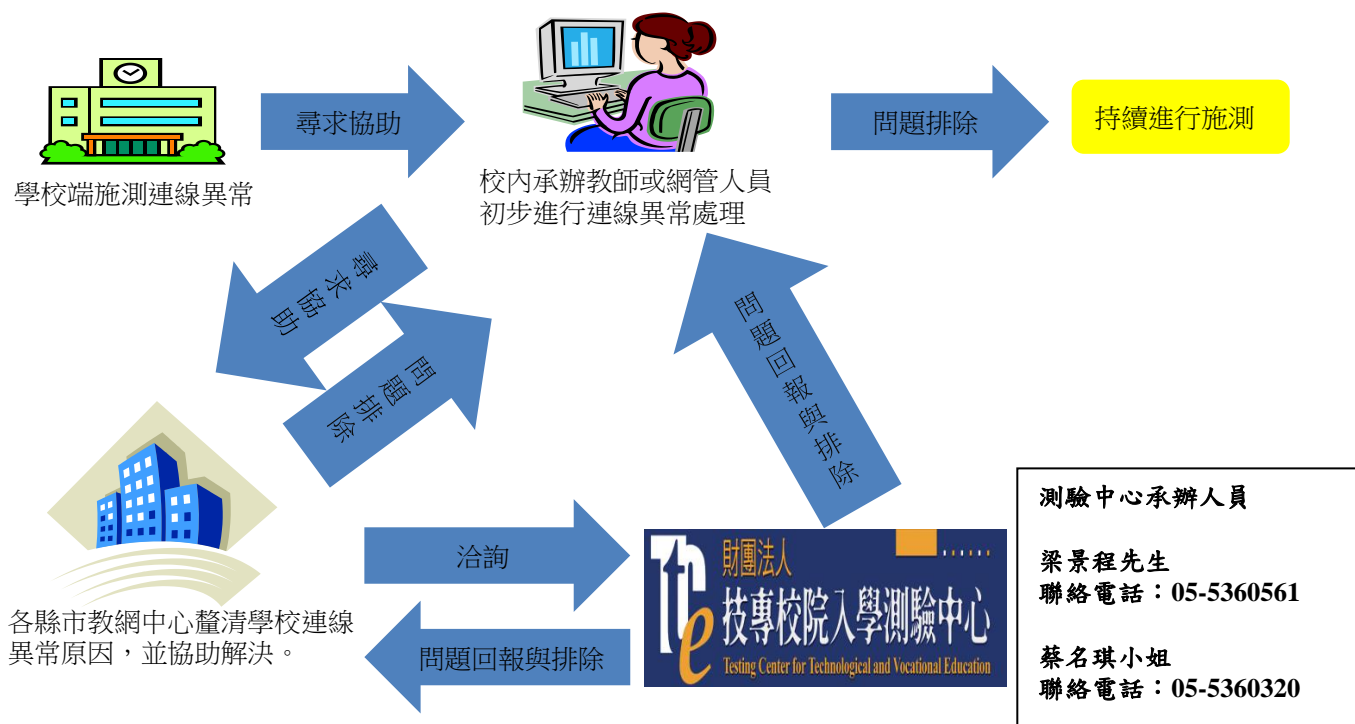 尋求協助
問題排除
持續進行施測
學校端施測連線異常
校內承辦教師或網管人員
初步進行連線異常處理
尋求協助
問題排除
問題回報與排除
各縣市教網中心釐清學校連線
異常原因，並協助解決。
洽詢
問題回報與排除
Ttce
財團法人
技專校院入學測驗中心
Testing Center for Technological and Vocational Education
測驗中心承辦人員
梁景程先生
聯絡電話：05-5360561
蔡名琪小姐
聯絡電話：05-5360320